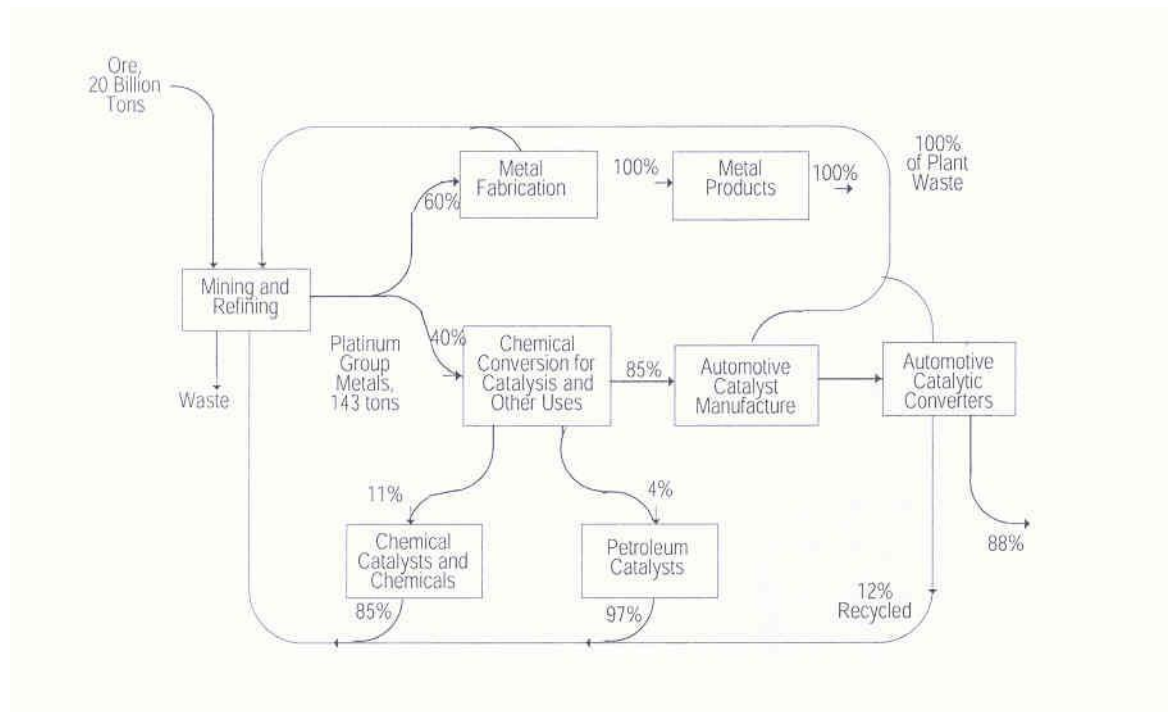 Ore,
20 Billion
Tons
100%
of Plant
Waste
Metal
Fabrication
100%
Metal
Products
100%
60%
Mining and
Refining
Platinum
Group
Metals,
143 tons
40%
Chemical
Conversion for
Catalysis and
Other Uses
85%
Automotive
Catalyst
Manufacture
Automotive
Catalytic
Converters
Waste
11%
4%
88%
Chemical
Catalysts and
Chemicals
Petroleum
Catalysts
85%
97%
12%
Recycled